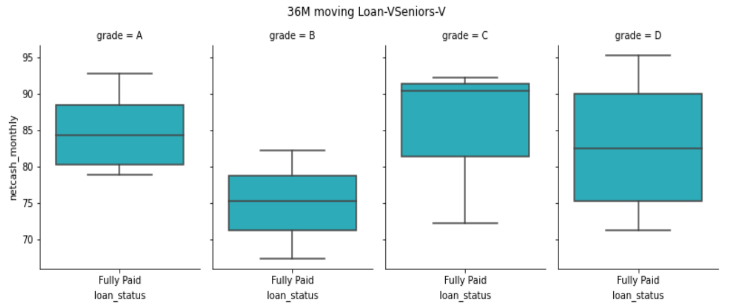 36M moving Loan-VSeniors-V
grade = A
grade = B
grade = C
grade = D
netcash_monthly
95
90
85
80
75
70
Fully Paid
Fully Paid
Fully Paid
Fully Paid
loan_status
loan_status
loan_status
loan_status